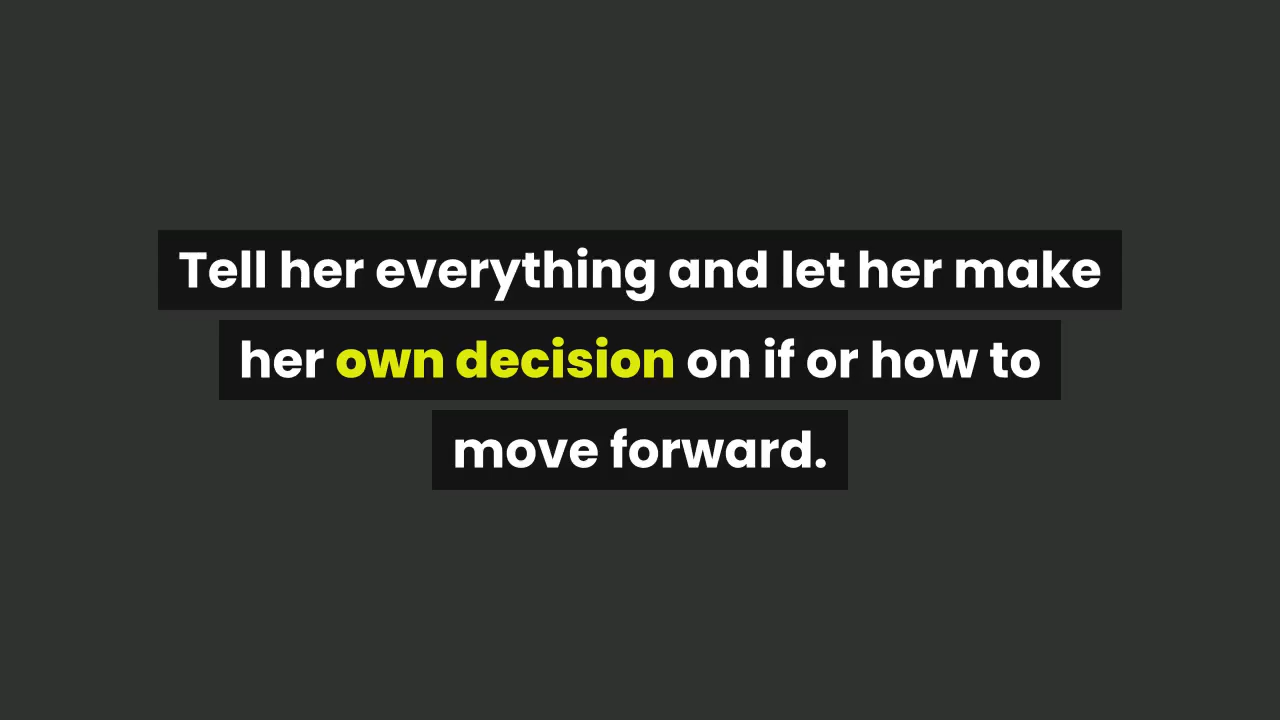 Tell her everything and let her make
her own decision on if or how to
move forward.